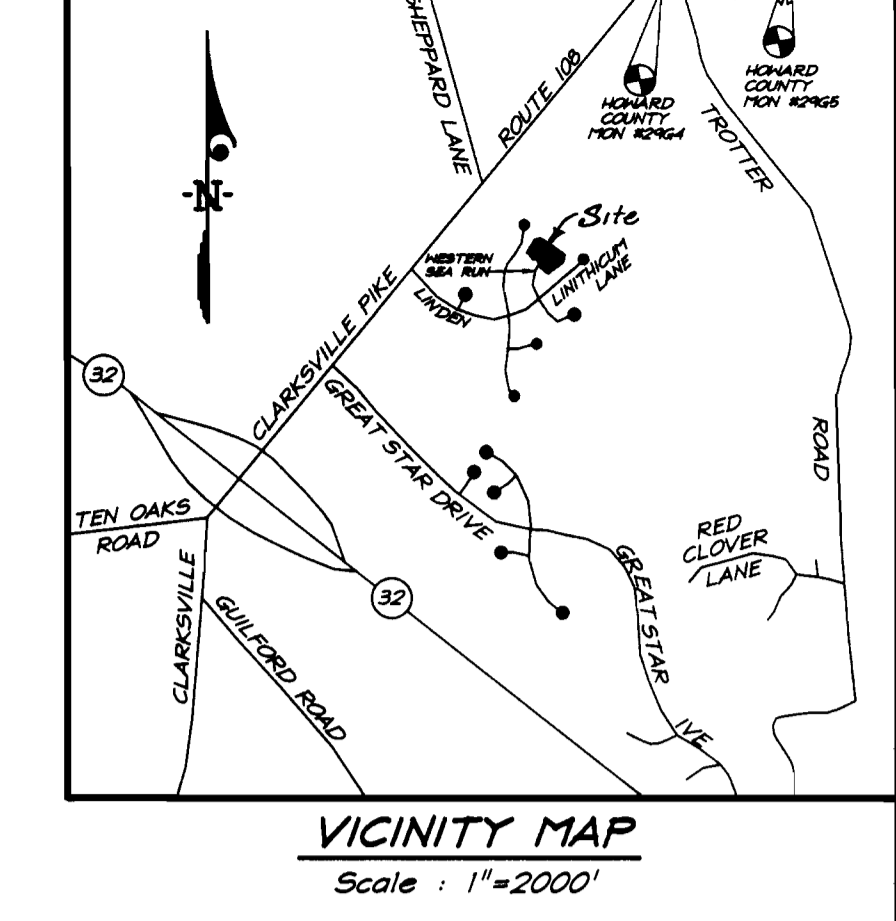 SHEPPARD LANE
ROUTE 108
HOWARD
COUNTY
MON #29G4
HOWARD
COUNTY
MON #29G5
TROTTER
-N-
Site
WESTERN
SEA RUN
LINTHICUM
LANE
LINDEN
CLARKSVILLE PIKE
32
GREAT STAR DRIVE
ROAD
TEN OAKS
ROAD
RED
CLOVER
LANE
CLARKSVILLE
GUILFORD ROAD
32
GREAT STAR
IVE
VICINITY MAP
Scale : 1"=2000'